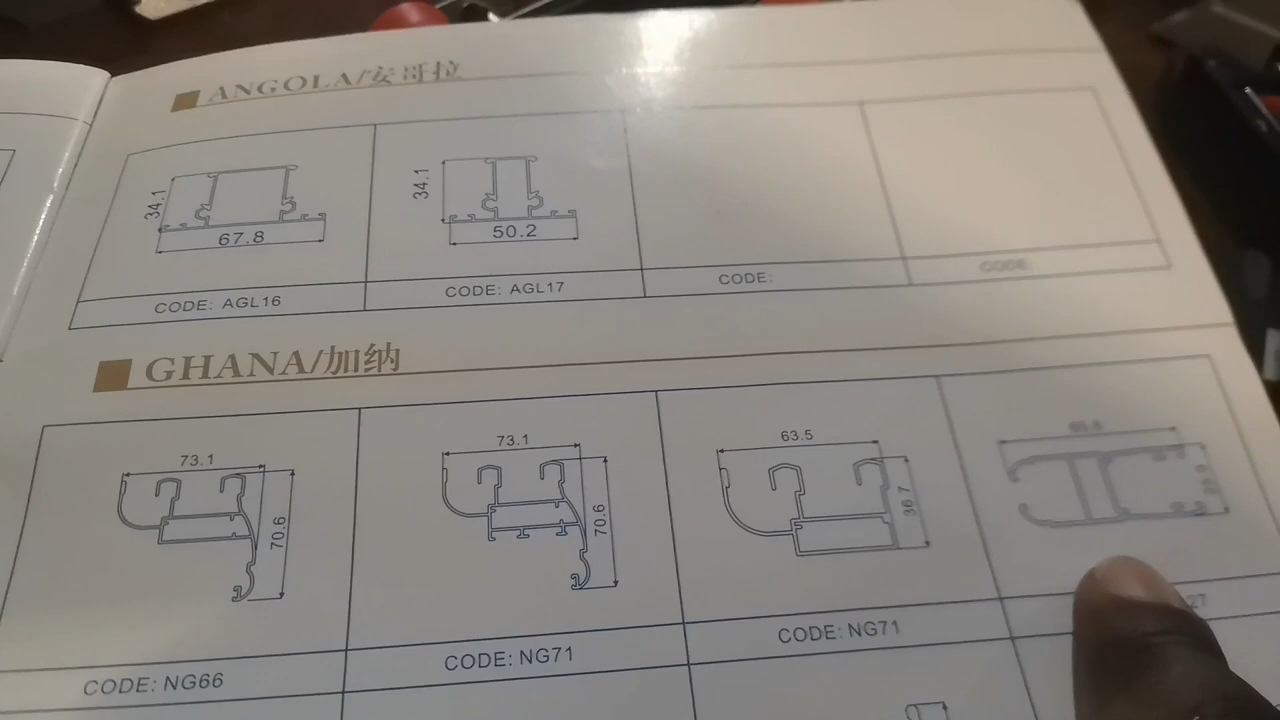 ANGOLA/安哥拉
34.1
67.8
34.1
50.2
CODE: AGL16
CODE: AGL17
CODE:
CODE:
GHANA/加纳
73.1
70.6
73.1
70.6
63.5
36.7
CODE: NG66
CODE: NG71
CODE: NG71
27